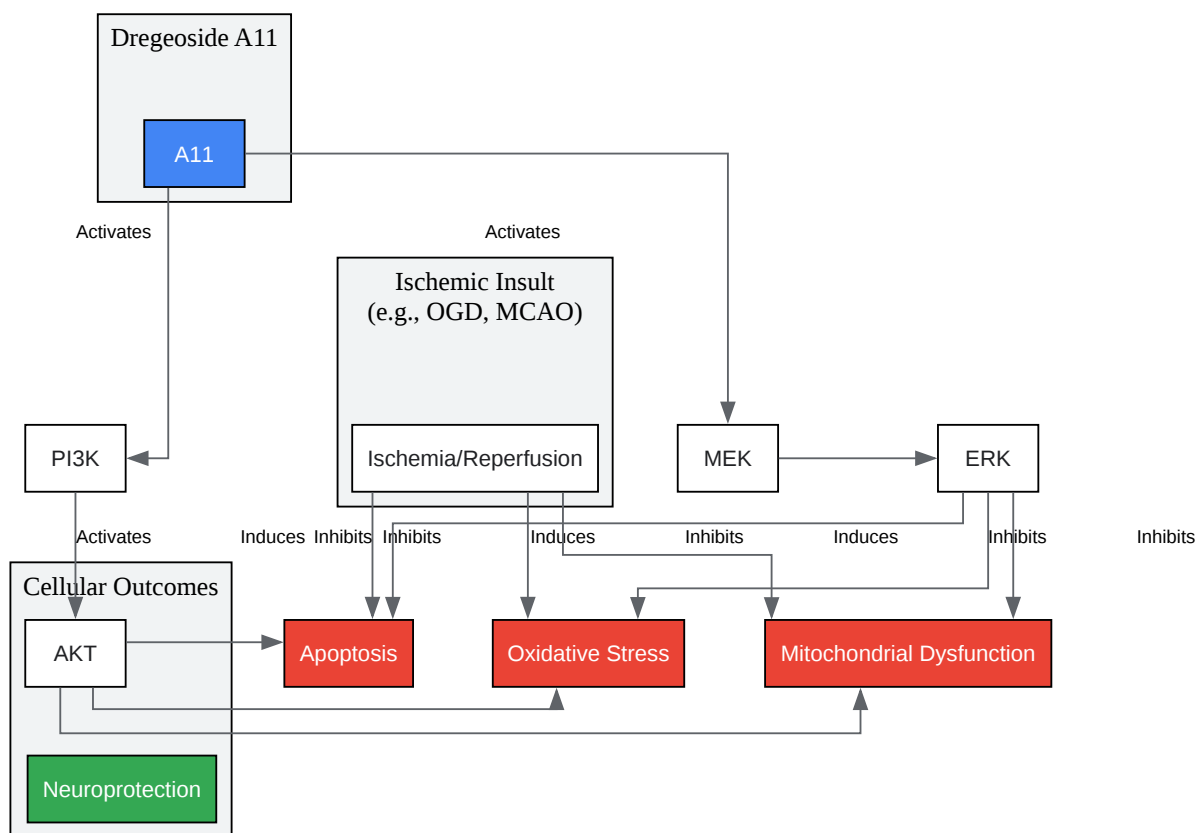 Dregeoside A11
A11
Activates
Activates
Ischemic Insult
(e.g., OGD, MCAO)
PI3K
Ischemia/Reperfusion
MEK
ERK
Activates
Induces
Inhibits
Inhibits
Induces
Inhibits
Induces
Inhibits
Inhibits
Cellular Outcomes
AKT
Apoptosis
Oxidative Stress
Mitochondrial Dysfunction
Neuroprotection